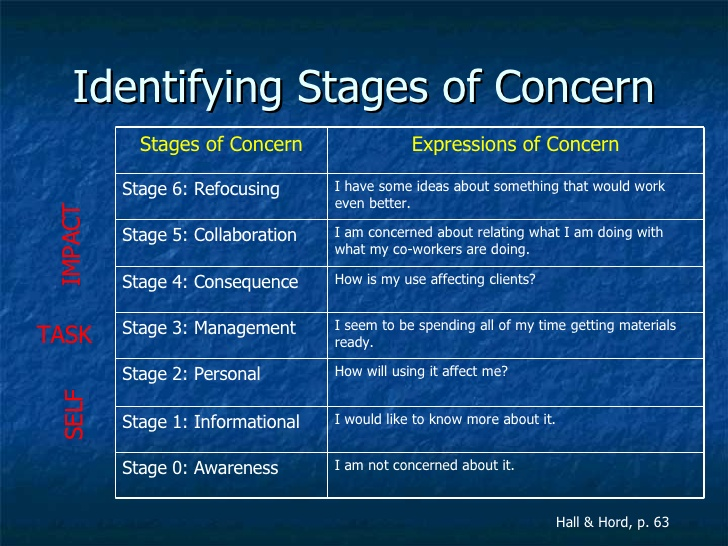 Identifying Stages of Concern
Stages of Concern
Expressions of Concern
IMPACT
Stage 6: Refocusing
I have some ideas about something that would work
even better.
Stage 5: Collaboration
I am concerned about relating what I am doing with
what my co-workers are doing.
Stage 4: Consequence
How is my use affecting clients?
TASK
Stage 3: Management
I seem to be spending all of my time getting materials
ready.
SELF
Stage 2: Personal
How will using it affect me?
Stage 1: Informational
I would like to know more about it.
Stage 0: Awareness
I am not concerned about it.
Hall & Hord, p. 63